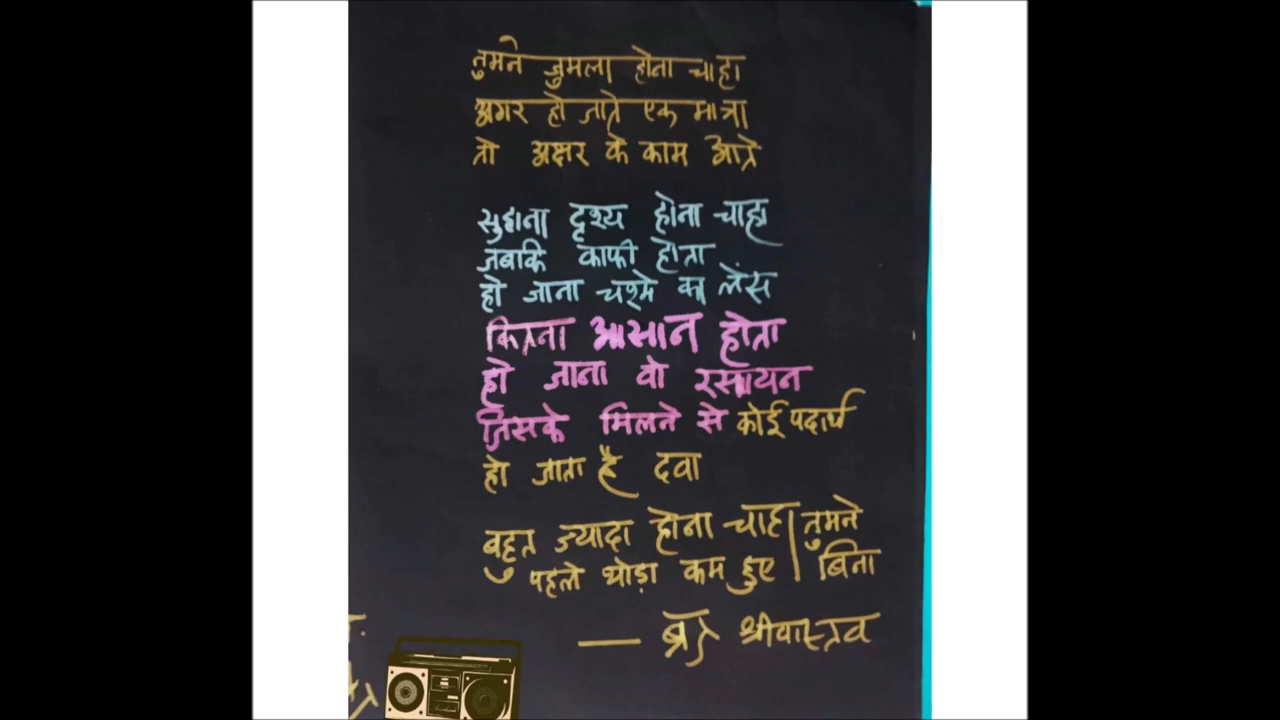 तुमने जुमला होना चाहा
अगर हो जाते एक मात्रा
तो अक्षर के काम आते
सुहाना दृश्य होना चाहा
जबकि काफी होता
हो जाना चश्मे का लेंस
कितना आसान होता
हो जाना वो रसायन
जिसके मिलने से कोई पदार्थ
हो जाता है दवा
बहुत ज्यादा होना चाहा तुमने
पहले थोड़ा कम हुए बिना
— ब्रज श्रीवास्तव